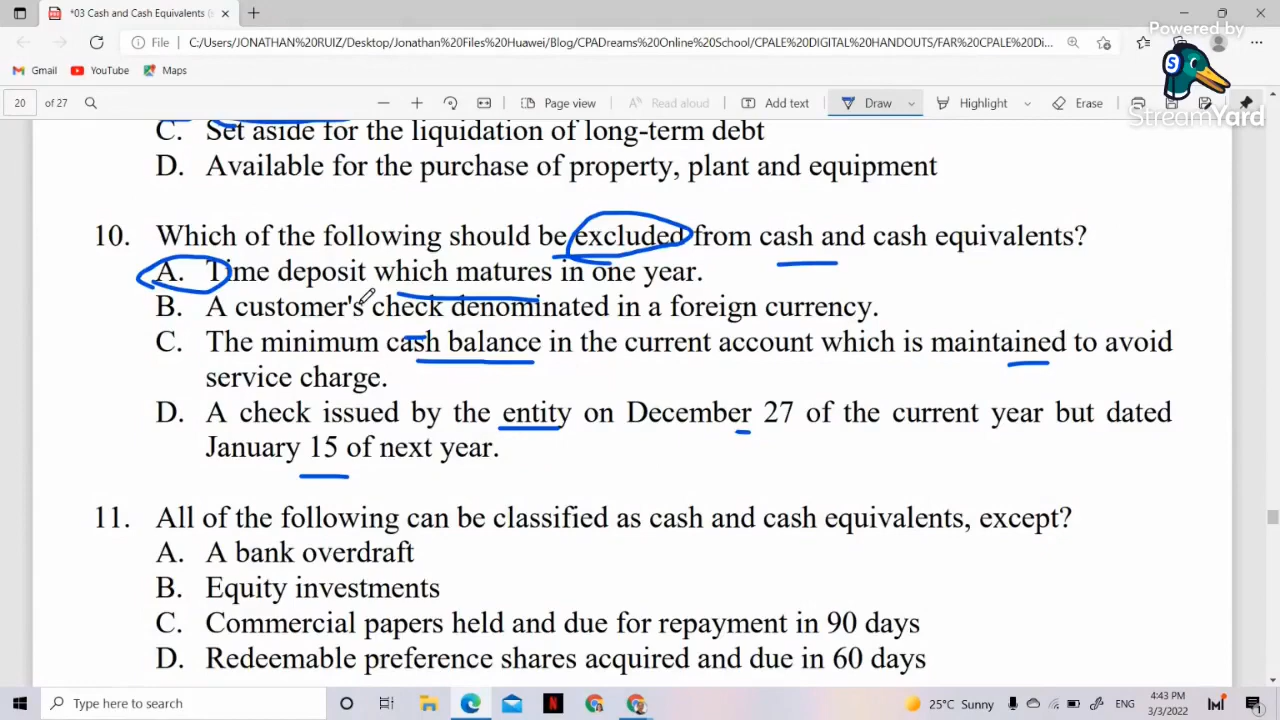 *03 Cash and Cash Equivalents (
Powered by
File
C:/Users/JONATHAN%20RUIZ/Desktop/Jonathan%20Files%20Huawei/Blog/CPADreams%20Online%20School/CPALE%20DIGITAL%20HANDOUTS/FAR%20CPALE%20Di...
Gmail YouTube Maps
StreamYard
20 of 27 Page view Read aloud Add text Draw Highlight Erase
C. Set aside for the liquidation of long-term debt
D. Available for the purchase of property, plant and equipment
10. Which of the following should be excluded from cash and cash equivalents?
A. Time deposit which matures in one year.
B. A customer's check denominated in a foreign currency.
C. The minimum cash balance in the current account which is maintained to avoid
service charge.
D. A check issued by the entity on December 27 of the current year but dated
January 15 of next year.
11. All of the following can be classified as cash and cash equivalents, except?
A. A bank overdraft
B. Equity investments
C. Commercial papers held and due for repayment in 90 days
D. Redeemable preference shares acquired and due in 60 days
Type here to search
25°C Sunny
ENG
4:43 PM
3/3/2022